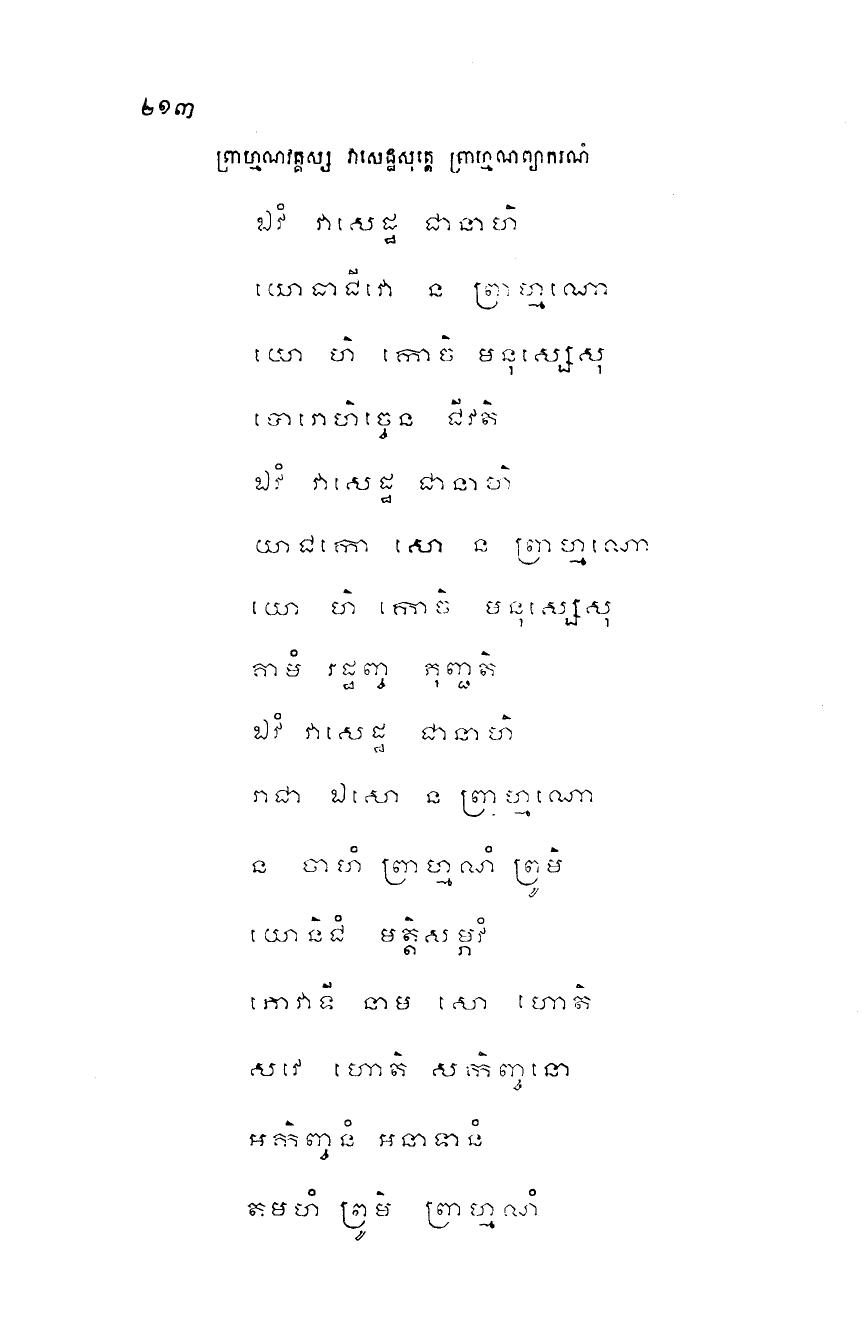 ២១៣
ព្រាហ្មណវគ្គស្ស វាសេដ្ឋសុត្តេ ព្រាហ្មណព្យាករណំ
ឯវំ វាសេដ្ឋ ជានាហិ
យោធាជីវោ ន ព្រាហ្មណោ
យោ ហិ កោចិ មនុស្សេសុ
បោរោហិច្ចេន ជីវតិ
ឯវំ វាសេដ្ឋ ជានាហិ
យាជកោ សោ ន ព្រាហ្មណោ
យោ ហិ កោចិ មនុស្សេសុ
គាមំ រដ្ឋញ្ច កុញ្ជតិ
ឯវំ វាសេដ្ឋ ជានាហិ
រាជា ឯសោ ន ព្រាហ្មណោ
ន ចាហំ ព្រាហ្មណំ ព្រូមិ
យោនិជំ មត្តិសម្ភវំ
ភោវាទី នាម សោ ហោតិ
សវេ ហោតិ សកិញ្ចនោ
អកិញ្ចនំ អនាទានំ
តមហំ ព្រូមិ ព្រាហ្មណំ